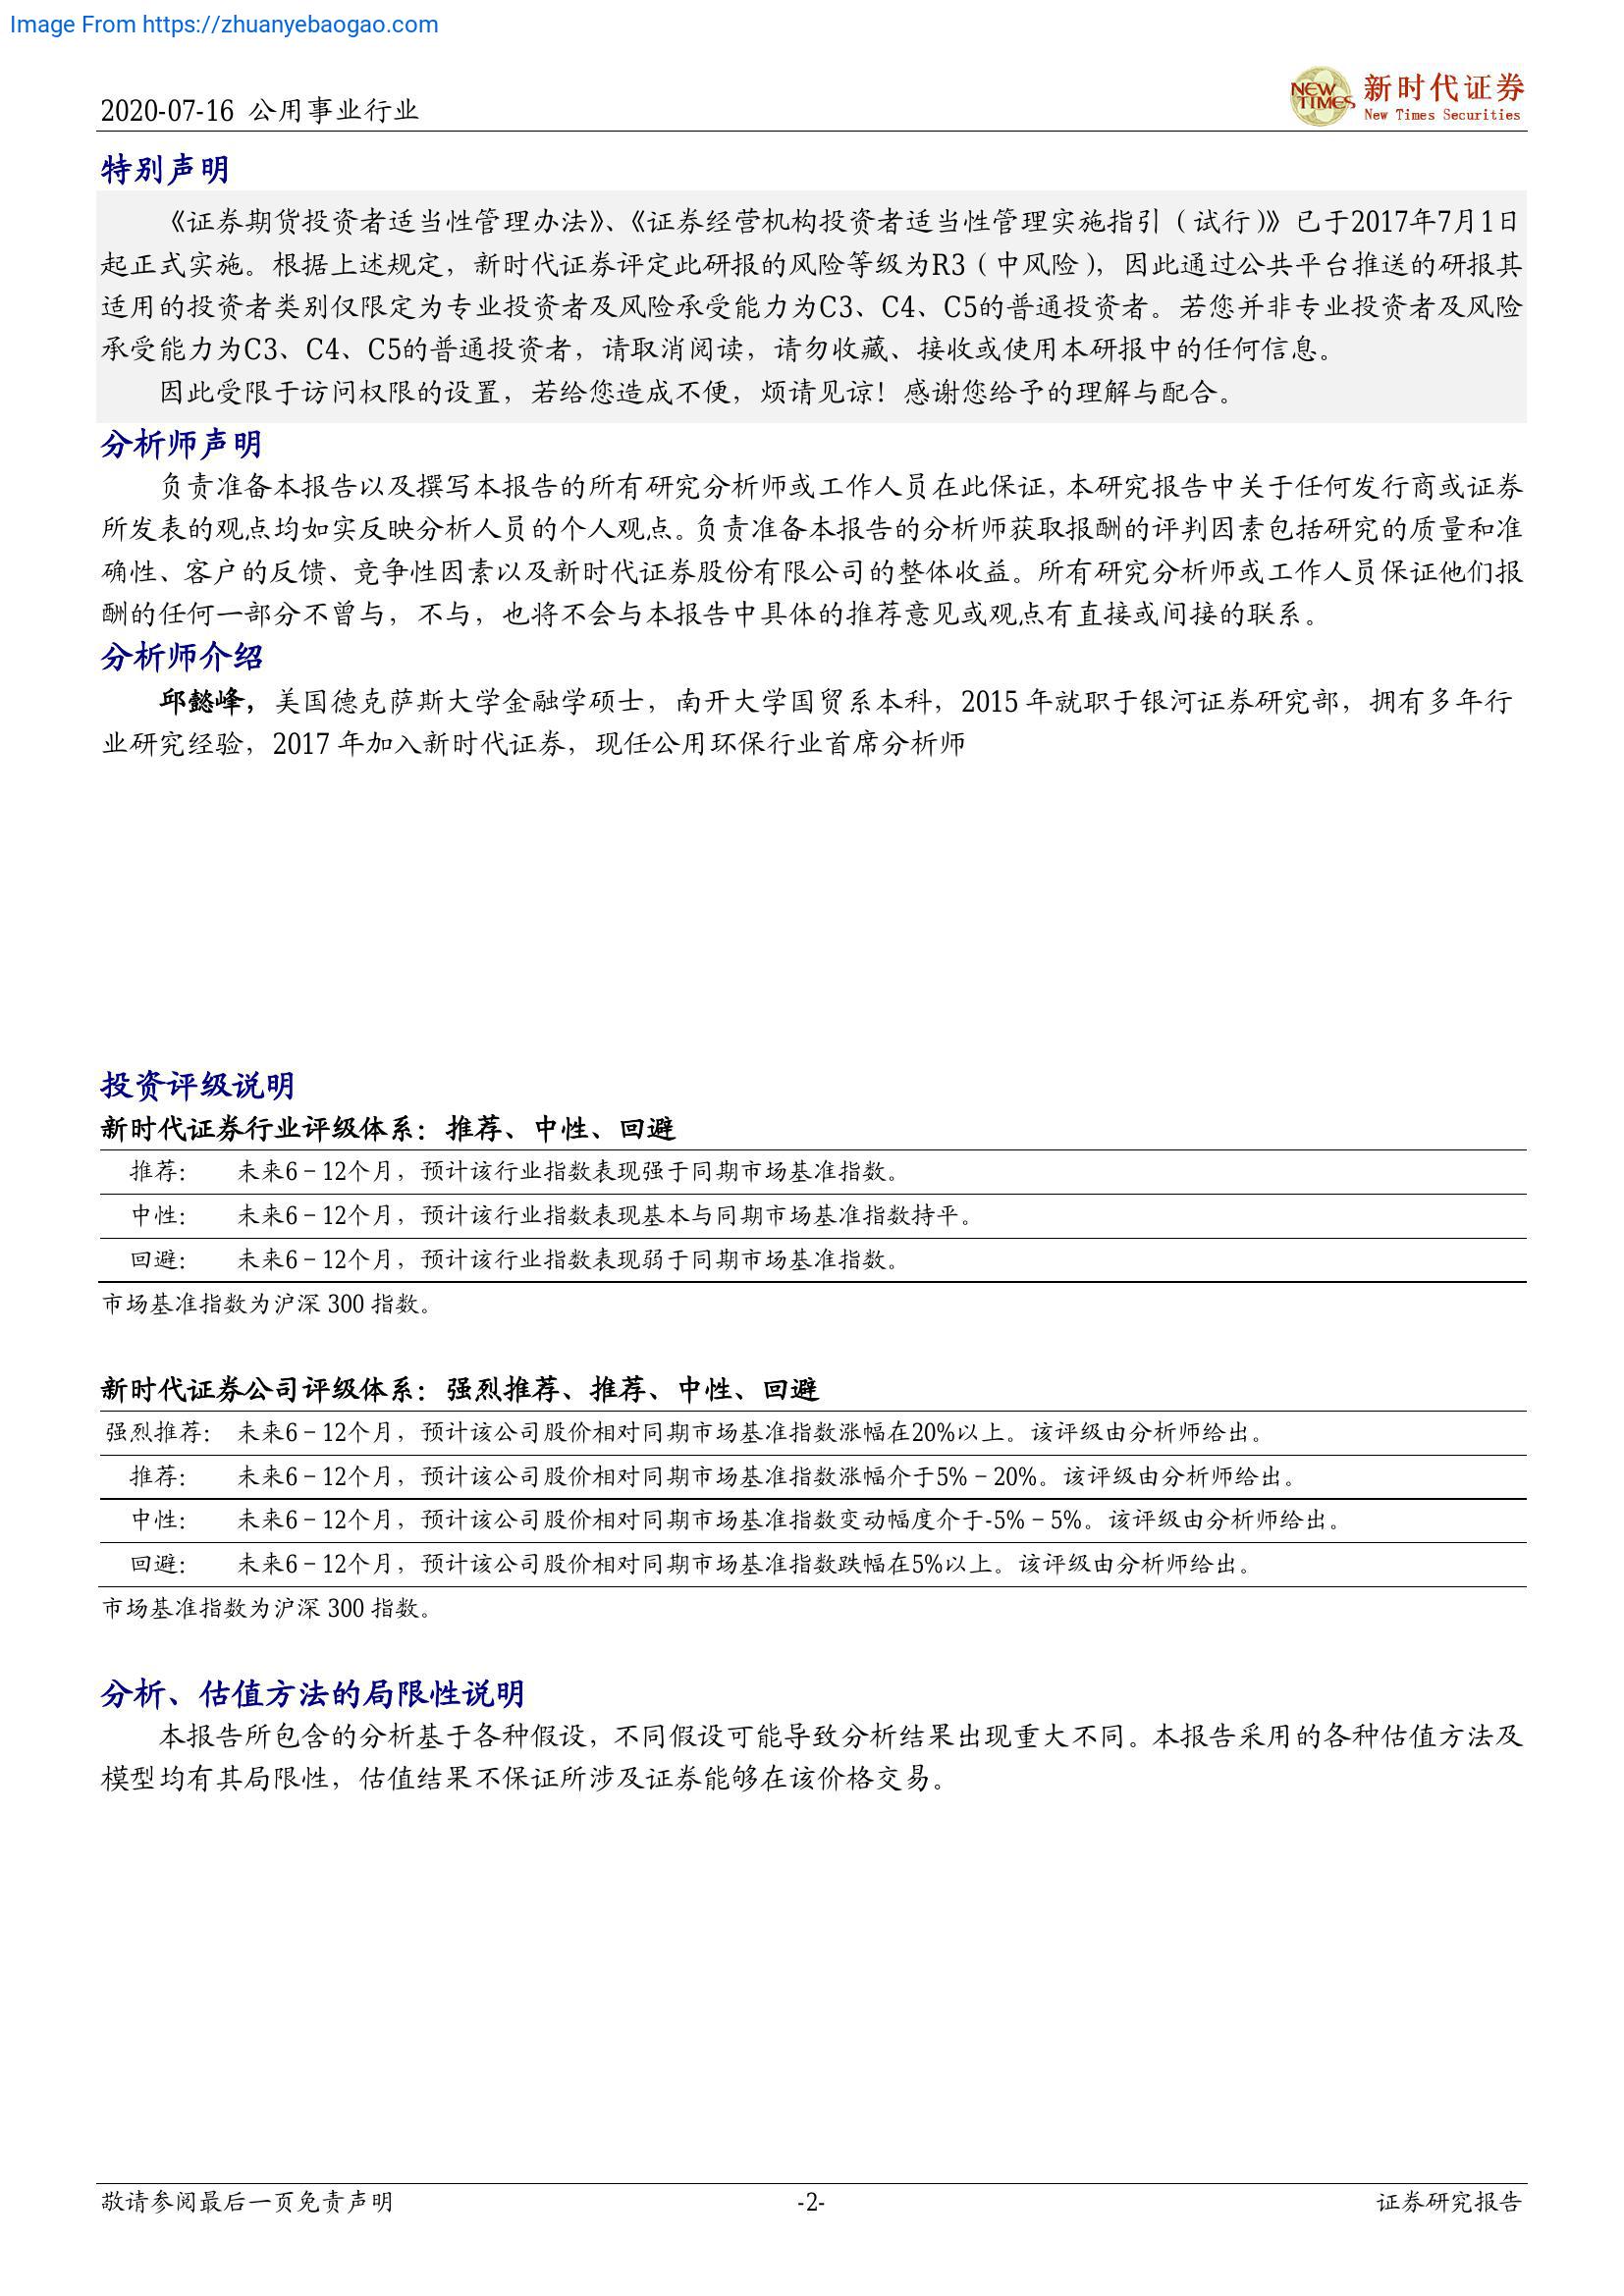 Image From https://zhuanyebaogao.com
2020-07-16 公用事业行业
NEW TIMES
新时代证券
New Times Securities
特别声明
《证券期货投资者适当性管理办法》、《证券经营机构投资者适当性管理实施指引（试行）》已于2017年7月1日
起正式实施。根据上述规定，新时代证券评定此研报的风险等级为R3（中风险），因此通过公共平台推送的研报其
适用的投资者类别仅限定为专业投资者及风险承受能力为C3、C4、C5的普通投资者。若您并非专业投资者及风险
承受能力为C3、C4、C5的普通投资者，请取消阅读，请勿收藏、接收或使用本研报中的任何信息。
因此受限于访问权限的设置，若给您造成不便，烦请见谅！感谢您给予的理解与配合。
分析师声明
负责准备本报告以及撰写本报告的所有研究分析师或工作人员在此保证，本研究报告中关于任何发行商或证券
所发表的观点均如实反映分析人员的个人观点。负责准备本报告的分析师获取报酬的评判因素包括研究的质量和准
确性、客户的反馈、竞争性因素以及新时代证券股份有限公司的整体收益。所有研究分析师或工作人员保证他们报
酬的任何一部分不曾与，不与，也将不会与本报告中具体的推荐意见或观点有直接或间接的联系。
分析师介绍
邱懿峰，美国德克萨斯大学金融学硕士，南开大学国贸系本科，2015 年就职于银河证券研究部，拥有多年行
业研究经验，2017 年加入新时代证券，现任公用环保行业首席分析师
投资评级说明
新时代证券行业评级体系：推荐、中性、回避
推荐： 未来6－12个月，预计该行业指数表现强于同期市场基准指数。
中性： 未来6－12个月，预计该行业指数表现基本与同期市场基准指数持平。
回避： 未来6－12个月，预计该行业指数表现弱于同期市场基准指数。
市场基准指数为沪深 300 指数。
新时代证券公司评级体系：强烈推荐、推荐、中性、回避
强烈推荐： 未来6－12个月，预计该公司股价相对同期市场基准指数涨幅在20%以上。该评级由分析师给出。
推荐： 未来6－12个月，预计该公司股价相对同期市场基准指数涨幅介于5%－20%。该评级由分析师给出。
中性： 未来6－12个月，预计该公司股价相对同期市场基准指数变动幅度介于-5%－5%。该评级由分析师给出。
回避： 未来6－12个月，预计该公司股价相对同期市场基准指数跌幅在5%以上。该评级由分析师给出。
市场基准指数为沪深 300 指数。
分析、估值方法的局限性说明
本报告所包含的分析基于各种假设，不同假设可能导致分析结果出现重大不同。本报告采用的各种估值方法及
模型均有其局限性，估值结果不保证所涉及证券能够在该价格交易。
敬请参阅最后一页免责声明
-2-
证券研究报告